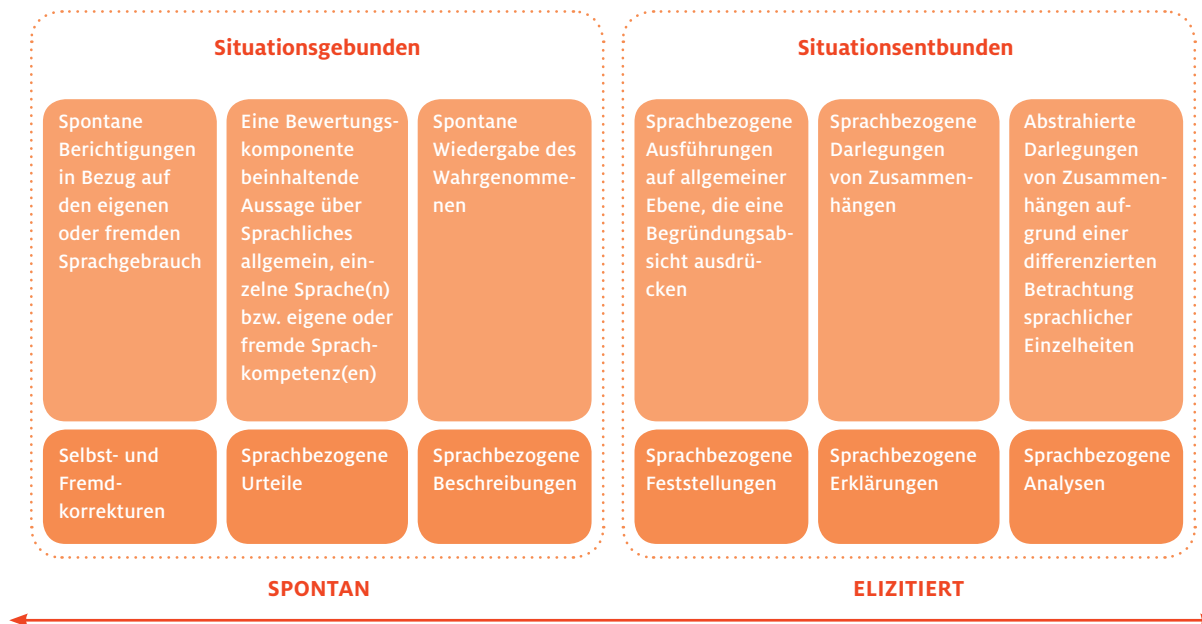 Situationsgebunden
Spontane
Berichtigungen
in Bezug auf
den eigenen
oder fremden
Sprachgebrauch
Eine Bewertungs-
komponente
beinhaltende
Aussage über
Sprachliches
allgemein, ein-
zelne Sprache(n)
bzw. eigene oder
fremde Sprach-
kompetenz(en)
Spontane
Wiedergabe des
Wahrgenomme-
nen
Selbst- und
Fremd-
korrekturen
Sprachbezogene
Urteile
Sprachbezogene
Beschreibungen
SPONTAN
Situationsentbunden
Sprachbezogene
Ausführungen
auf allgemeiner
Ebene, die eine
Begründungsab-
sicht ausdrü-
cken
Sprachbezogene
Darlegungen
von Zusammen-
hängen
Abstrahierte
Darlegungen
von Zusammen-
hängen auf-
grund einer
differenzierten
Betrachtung
sprachlicher
Einzelheiten
Sprachbezogene
Feststellungen
Sprachbezogene
Erklärungen
Sprachbezogene
Analysen
ELIZITIERT